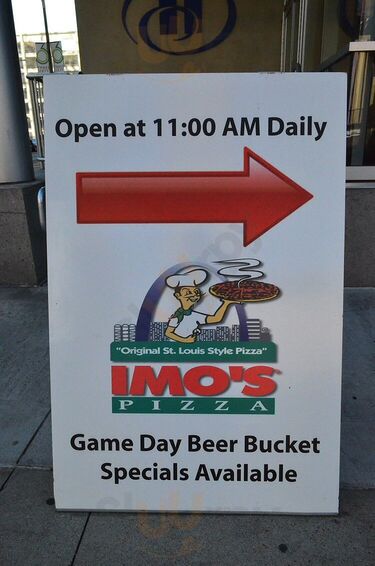 66
Open at 11:00 AM Daily
"Original St. Louis Style Pizza"
IMO'S
PIZZA
Game Day Beer Bucket
Specials Available